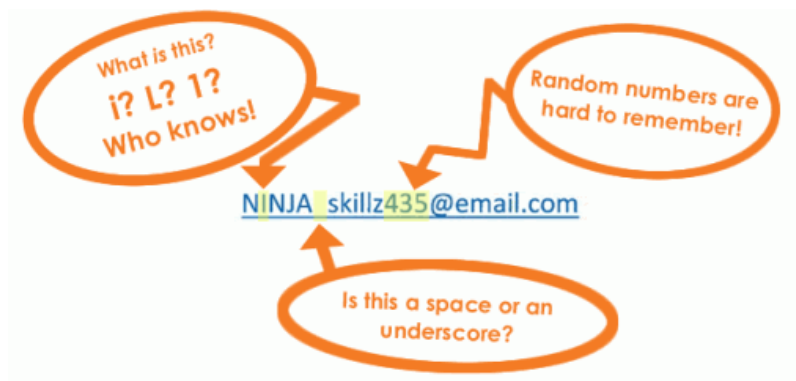 What is this?
i? L? 1?
Who knows!
Random numbers are
hard to remember!
NINJA_skillz435@email.com
Is this a space or an
underscore?